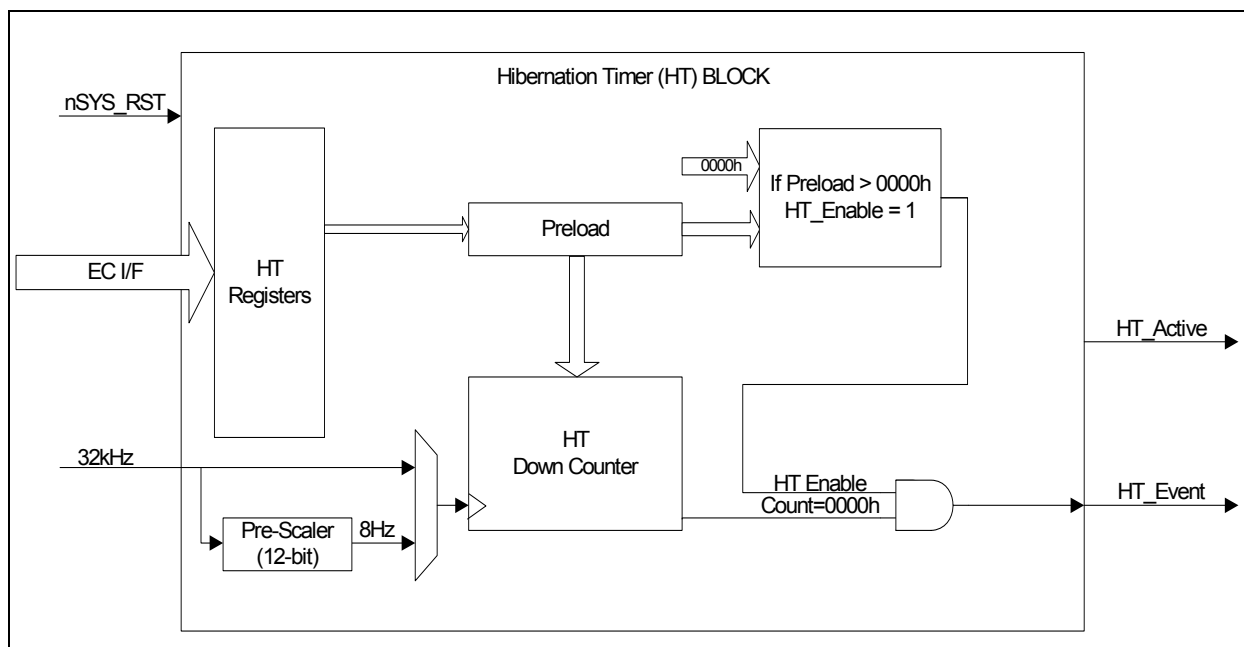 Hibernation Timer (HT) BLOCK
nSYS_RST
0000h
If Preload > 0000h
HT_Enable = 1
Preload
EC I/F
HT
Registers
HT_Active
HT
Down Counter
32kHz
HT Enable
Count=0000h
HT_Event
Pre-Scaler
(12-bit)
8Hz